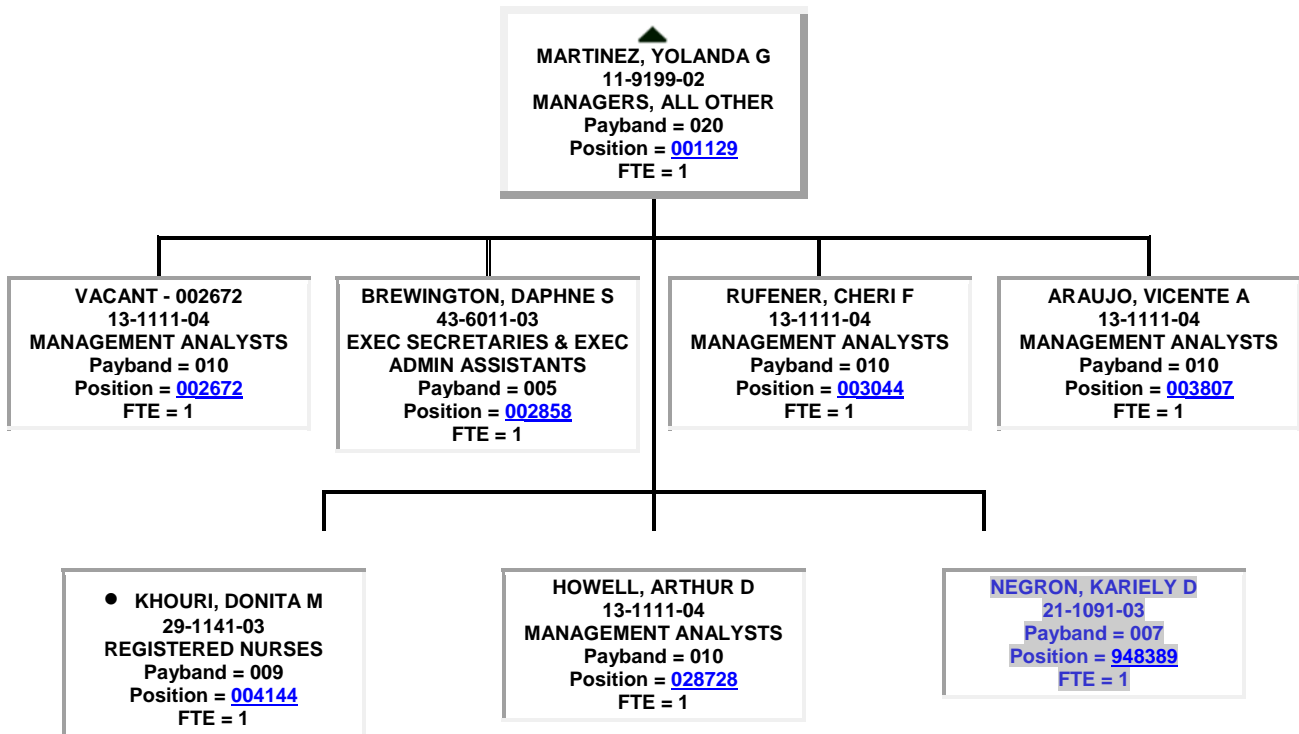 MARTINEZ, YOLANDA G
11-9199-02
MANAGERS, ALL OTHER
Payband = 020
Position = 001129
FTE = 1
VACANT - 002672
13-1111-04
MANAGEMENT ANALYSTS
Payband = 010
Position = 002672
FTE = 1
BREWINGTON, DAPHNE S
43-6011-03
EXEC SECRETARIES & EXEC
ADMIN ASSISTANTS
Payband = 005
Position = 002858
FTE = 1
RUFENER, CHERI F
13-1111-04
MANAGEMENT ANALYSTS
Payband = 010
Position = 003044
FTE = 1
ARAUJO, VICENTE A
13-1111-04
MANAGEMENT ANALYSTS
Payband = 010
Position = 003807
FTE = 1
• KHOURI, DONITA M
29-1141-03
REGISTERED NURSES
Payband = 009
Position = 004144
FTE = 1
HOWELL, ARTHUR D
13-1111-04
MANAGEMENT ANALYSTS
Payband = 010
Position = 028728
FTE = 1
NEGRON, KARIELY D
21-1091-03
Payband = 007
Position = 948389
FTE = 1